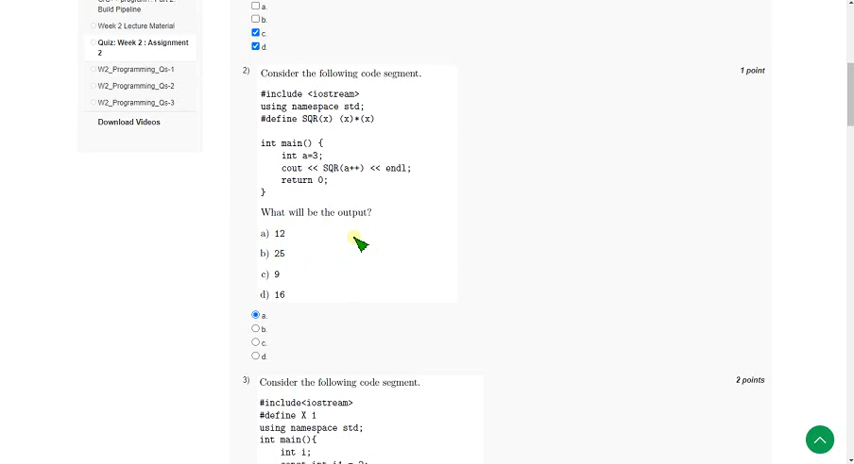 Build Pipeline
Week 2 Lecture Material
Quiz: Week 2 : Assignment
2
W2_Programming_Qs-1
W2_Programming_Qs-2
W2_Programming_Qs-3
Download Videos
a.
b.
c.
d.
2)
Consider the following code segment.
1 point
#include <iostream>
using namespace std;
#define SQR(x) (x)*(x)
int main() {
int a=3;
cout << SQR(a++) << endl;
return 0;
}
What will be the output?
a) 12
b) 25
c) 9
d) 16
a.
b.
c.
d.
3)
Consider the following code segment.
2 points
#include<iostream>
#define X 1
using namespace std;
int main(){
int i;